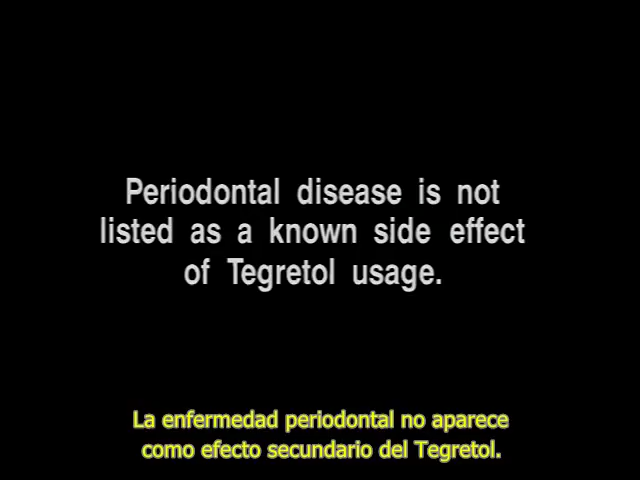 Periodontal disease is not
listed as a known side effect
of Tegretol usage.
La enfermedad periodontal no aparece
como efecto secundario del Tegretol.